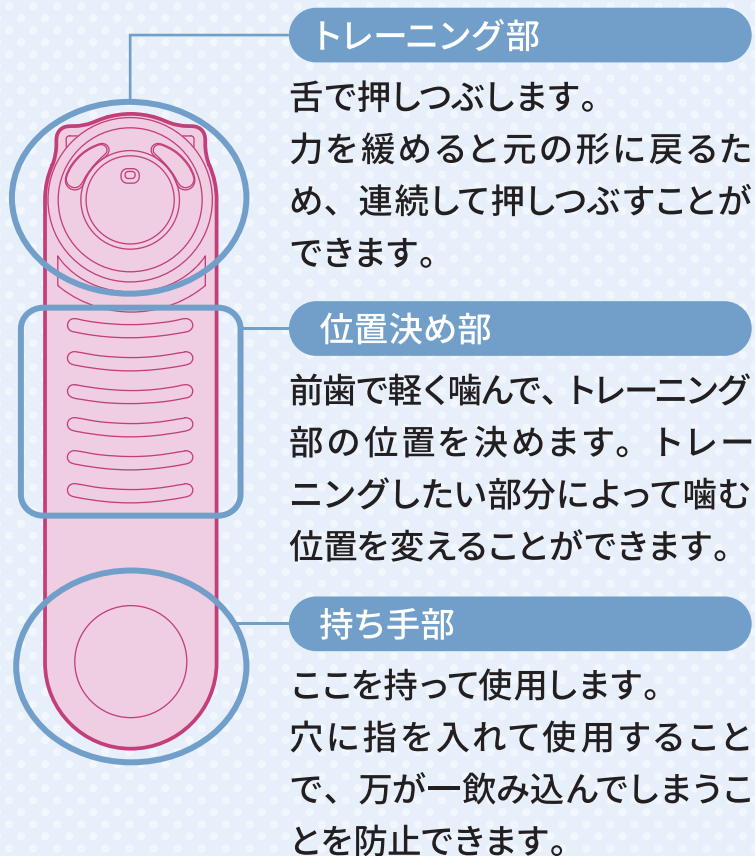 トレーニング部
舌で押しつぶします。
力を緩めると元の形に戻るた
め、連続して押しつぶすことが
できます。
位置決め部
前歯で軽く噛んで、トレーニング
部の位置を決めます。トレー
ニングしたい部分によって噛む
位置を変えることができます。
持ち手部
ここを持って使用します。
穴に指を入れて使用すること
で、万が一飲み込んでしまうこ
とを防止できます。